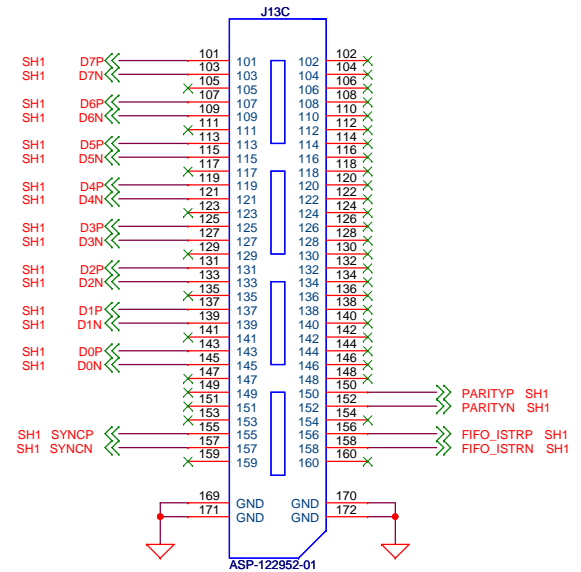 J13C
SH1 D7P 101 101 102 102
SH1 D7N 103 103 104 104
105 105 106 106
SH1 D6P 107 107 108 108
SH1 D6N 109 109 110 110
111 111 112 112
SH1 D5P 113 113 114 114
SH1 D5N 115 115 116 116
117 117 118 118
SH1 D4P 119 119 120 120
SH1 D4N 121 121 122 122
123 123 124 124
SH1 D3P 125 125 126 126
SH1 D3N 127 127 128 128
129 129 130 130
SH1 D2P 131 131 132 132
SH1 D2N 133 133 134 134
135 135 136 136
SH1 D1P 137 137 138 138
SH1 D1N 139 139 140 140
141 141 142 142
SH1 D0P 143 143 144 144
SH1 D0N 145 145 146 146
147 147 148 148
149 149 150 150 PARITYP SH1
151 151 152 152 PARITYN SH1
153 153 154 154
SH1 SYNCP 155 155 156 156 FIFO_ISTRP SH1
SH1 SYNCN 157 157 158 158 FIFO_ISTRN SH1
159 159 160 160
169 GND GND 170
171 GND GND 172
ASP-122952-01